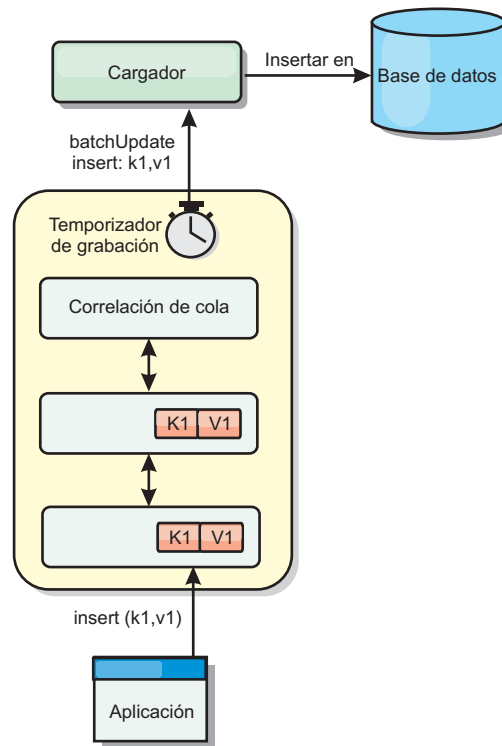 Cargador
Insertar en
Base de datos
batchUpdate
insert: k1,v1
Temporizador
de grabación
Correlación de cola
K1 V1
K1 V1
insert (k1,v1)
Aplicación